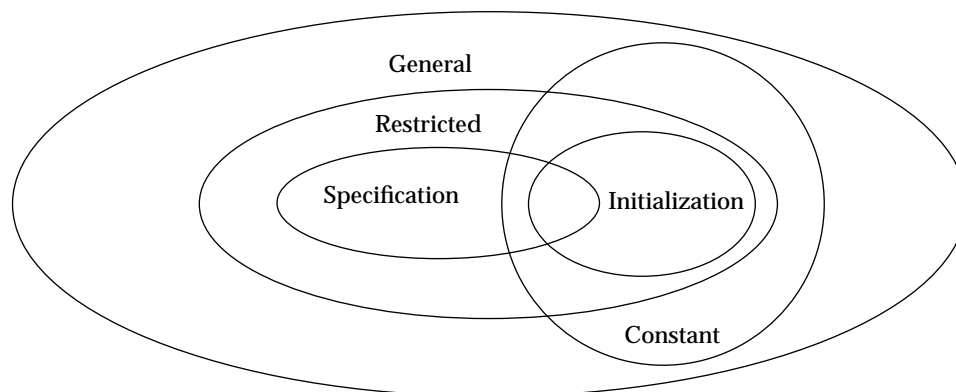 General
Restricted
Specification
Initialization
Constant